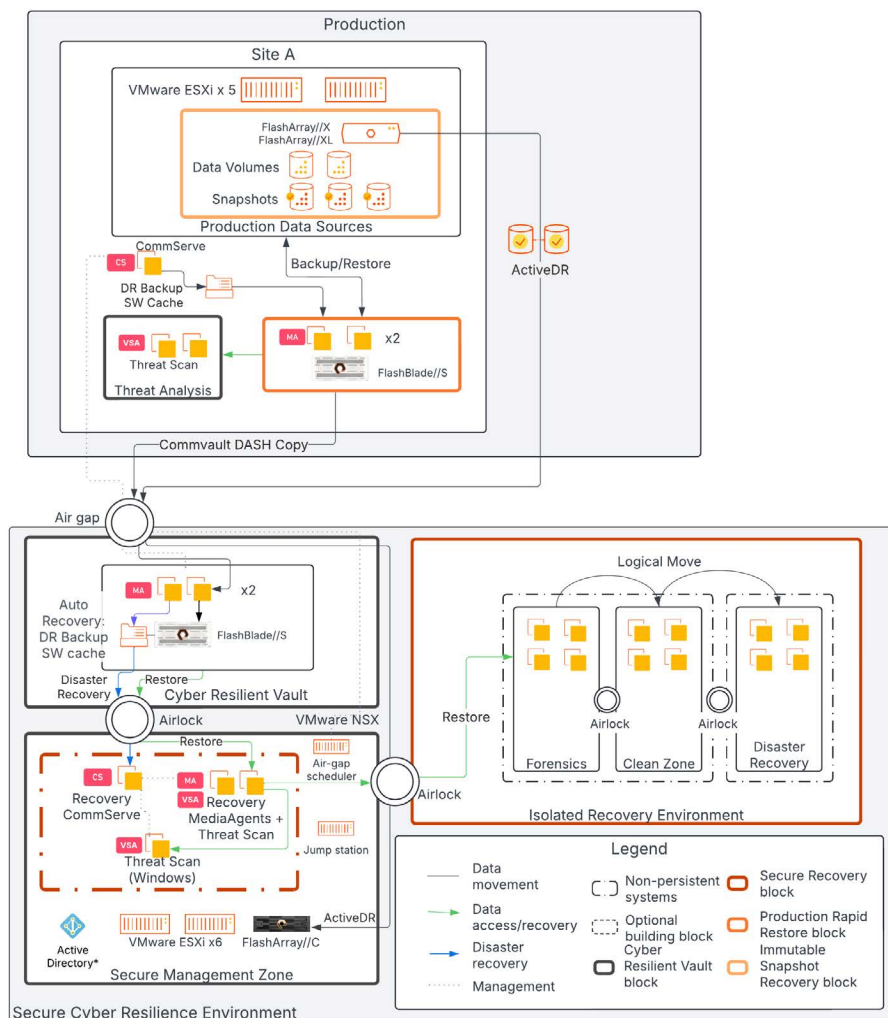 Production
Site A
VMware ESXi x 5
FlashArray//X
FlashArray//XL
Data Volumes
Snapshots
Production Data Sources
ActiveDR
CommServe
CS
Backup/Restore
DR Backup
SW Cache
VSA
Threat Scan
Threat Analysis
MA
x2
FlashBlade//S
Commvault DASH Copy
Air gap
MA
x2
Auto
Recovery:
DR Backup
SW cache
FlashBlade//S
Disaster
Recovery
Restore
Cyber Resilient Vault
Airlock
VMware NSX
Restore
Air-gap
scheduler
CS
Recovery
CommServe
MA
VSA
Recovery
MediaAgents +
Threat Scan
VSA
Threat Scan
(Windows)
Jump station
Airlock
Active
Directory*
VMware ESXi x6
FlashArray//C
ActiveDR
Secure Management Zone
Secure Cyber Resilience Environment
Logical Move
Restore
Airlock
Airlock
Forensics
Clean Zone
Disaster
Recovery
Isolated Recovery Environment
Legend
Data
movement
Data
access/recovery
Disaster
recovery
Management
Non-persistent
systems
Optional
building block
Cyber
Resilient Vault
block
Secure Recovery
block
Production Rapid
Restore block
Immutable
Snapshot
Recovery block